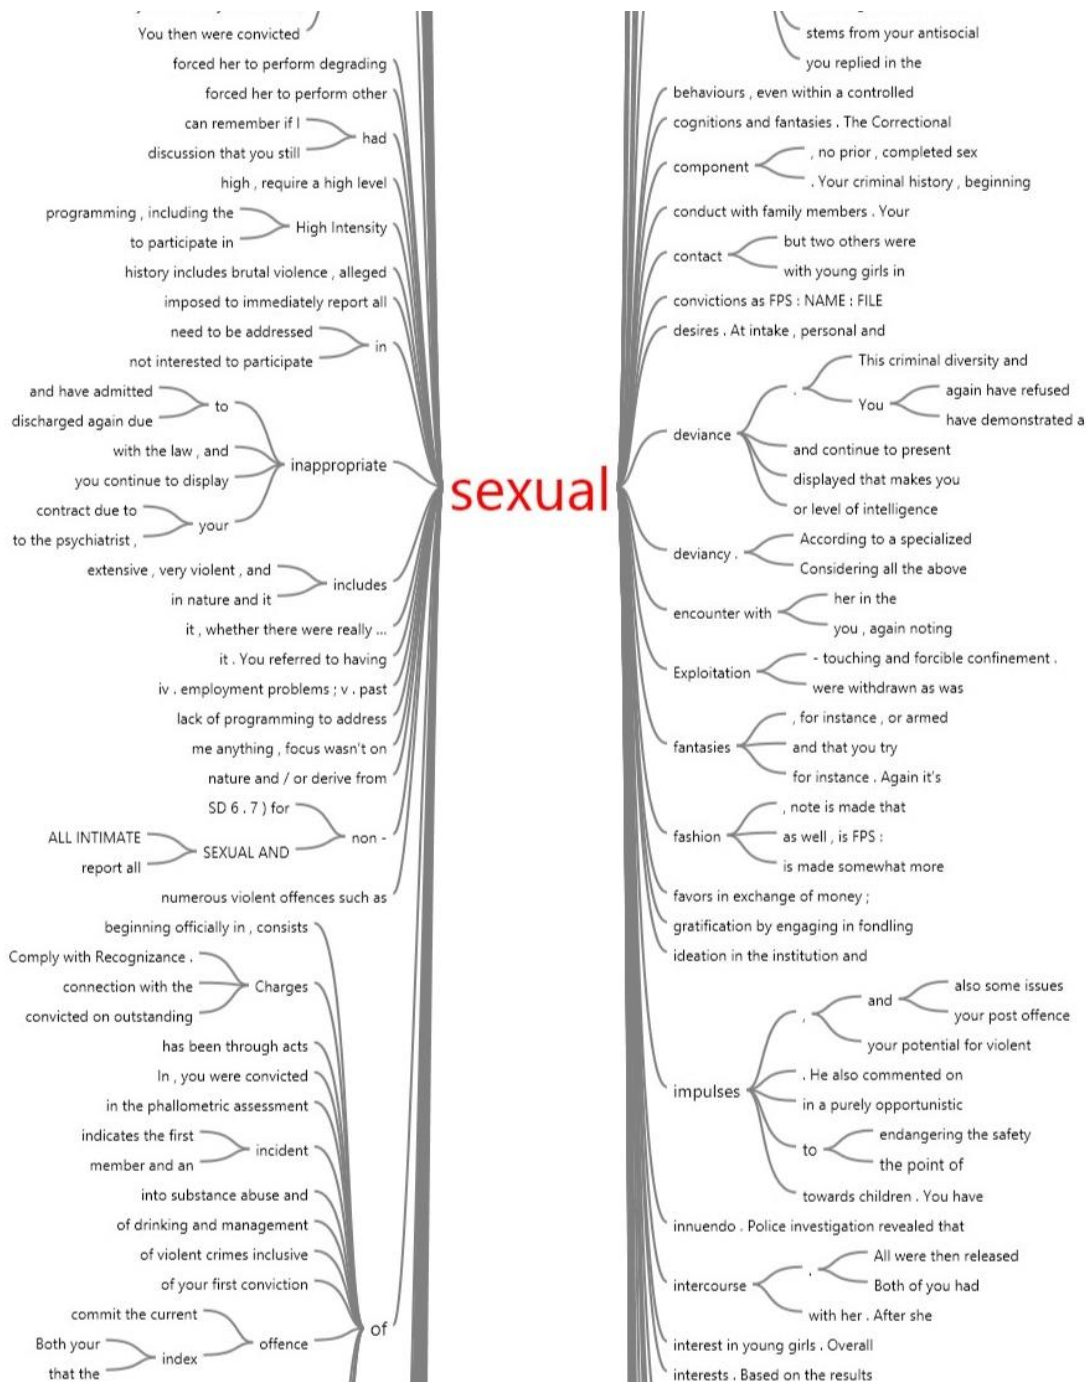 You then were convicted
forced her to perform degrading
forced her to perform other
can remember if I
discussion that you still
had
high , require a high level
programming , including the
to participate in
High Intensity
history includes brutal violence , alleged
imposed to immediately report all
need to be addressed
not interested to participate
in
and have admitted
discharged again due
to
with the law , and
you continue to display
inappropriate
contract due to
to the psychiatrist ,
your
extensive , very violent , and
in nature and it
includes
it , whether there were really ...
it . You referred to having
iv . employment problems ; v . past
lack of programming to address
me anything , focus wasn't on
nature and / or derive from
SD 6 . 7 ) for
non -
ALL INTIMATE
report all
SEXUAL AND
numerous violent offences such as
beginning officially in , consists
Comply with Recognizance .
connection with the
convicted on outstanding
Charges
has been through acts
In , you were convicted
in the phallometric assessment
indicates the first
member and an
incident
into substance abuse and
of drinking and management
of violent crimes inclusive
of your first conviction
commit the current
offence
Both your
that the
index
of
sexual
stems from your antisocial
you replied in the
behaviours , even within a controlled
cognitions and fantasies . The Correctional
component
, no prior , completed sex
. Your criminal history , beginning
conduct with family members . Your
contact
but two others were
with young girls in
convictions as FPS : NAME : FILE
desires . At intake , personal and
deviance
.
This criminal diversity and
You
again have refused
have demonstrated a
and continue to present
displayed that makes you
or level of intelligence
deviancy .
According to a specialized
Considering all the above
encounter with
her in the
you , again noting
Exploitation
- touching and forcible confinement .
were withdrawn as was
fantasies
, for instance , or armed
and that you try
for instance . Again it's
fashion
, note is made that
as well , is FPS :
is made somewhat more
favors in exchange of money ;
gratification by engaging in fondling
ideation in the institution and
impulses
,
and
also some issues
your post offence
your potential for violent
. He also commented on
in a purely opportunistic
to
endangering the safety
the point of
towards children . You have
innuendo . Police investigation revealed that
intercourse
.
All were then released
Both of you had
with her . After she
interest in young girls . Overall
interests . Based on the results